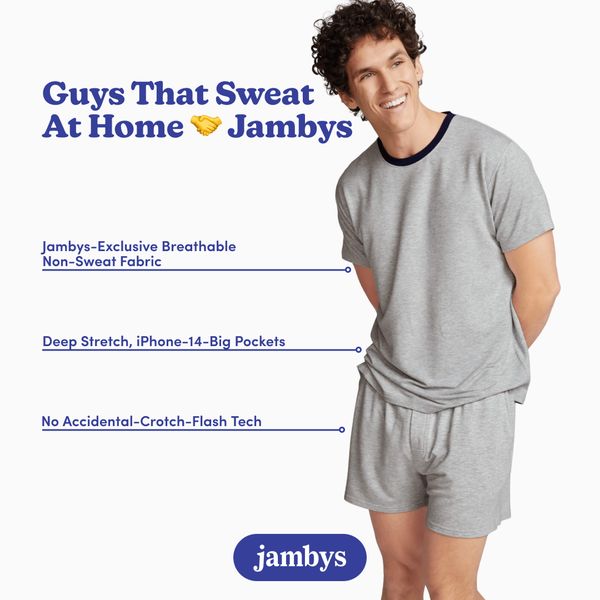 Guys That Sweat
At Home 🤝 Jambys
Jambys-Exclusive Breathable
Non-Sweat Fabric
Deep Stretch, iPhone-14-Big Pockets
No Accidental-Crotch-Flash Tech
jambys